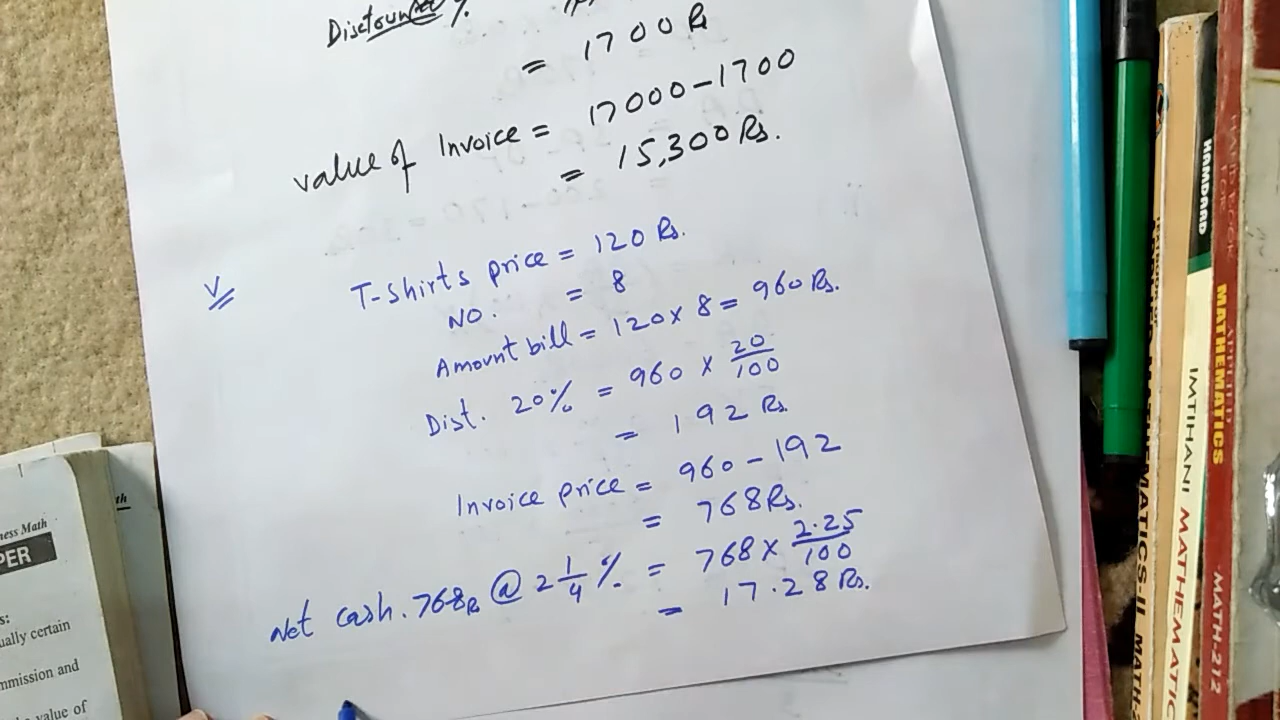 Discount @ %
= 1700 Rs
Value of Invoice = 17000-1700
= 15,300 Rs.
V
T-Shirts price = 120 Rs.
NO. = 8
Amount bill = 120 x 8 = 960 Rs.
Dist. 20% = 960 x 20/100
= 192 Rs.
Invoice price = 960 - 192
= 768 Rs.
Net cash. 768Rs @ 2 1/4 % = 768 x 2.25/100
= 17.28 Rs.
th
ness Math
PER
s:
ually certain
mmission and
value of
HAMDARD
MATHEMATICS-II
IMTIHANI MATHEMATIC
APPLIED
MATHEMATICS
MATH-212